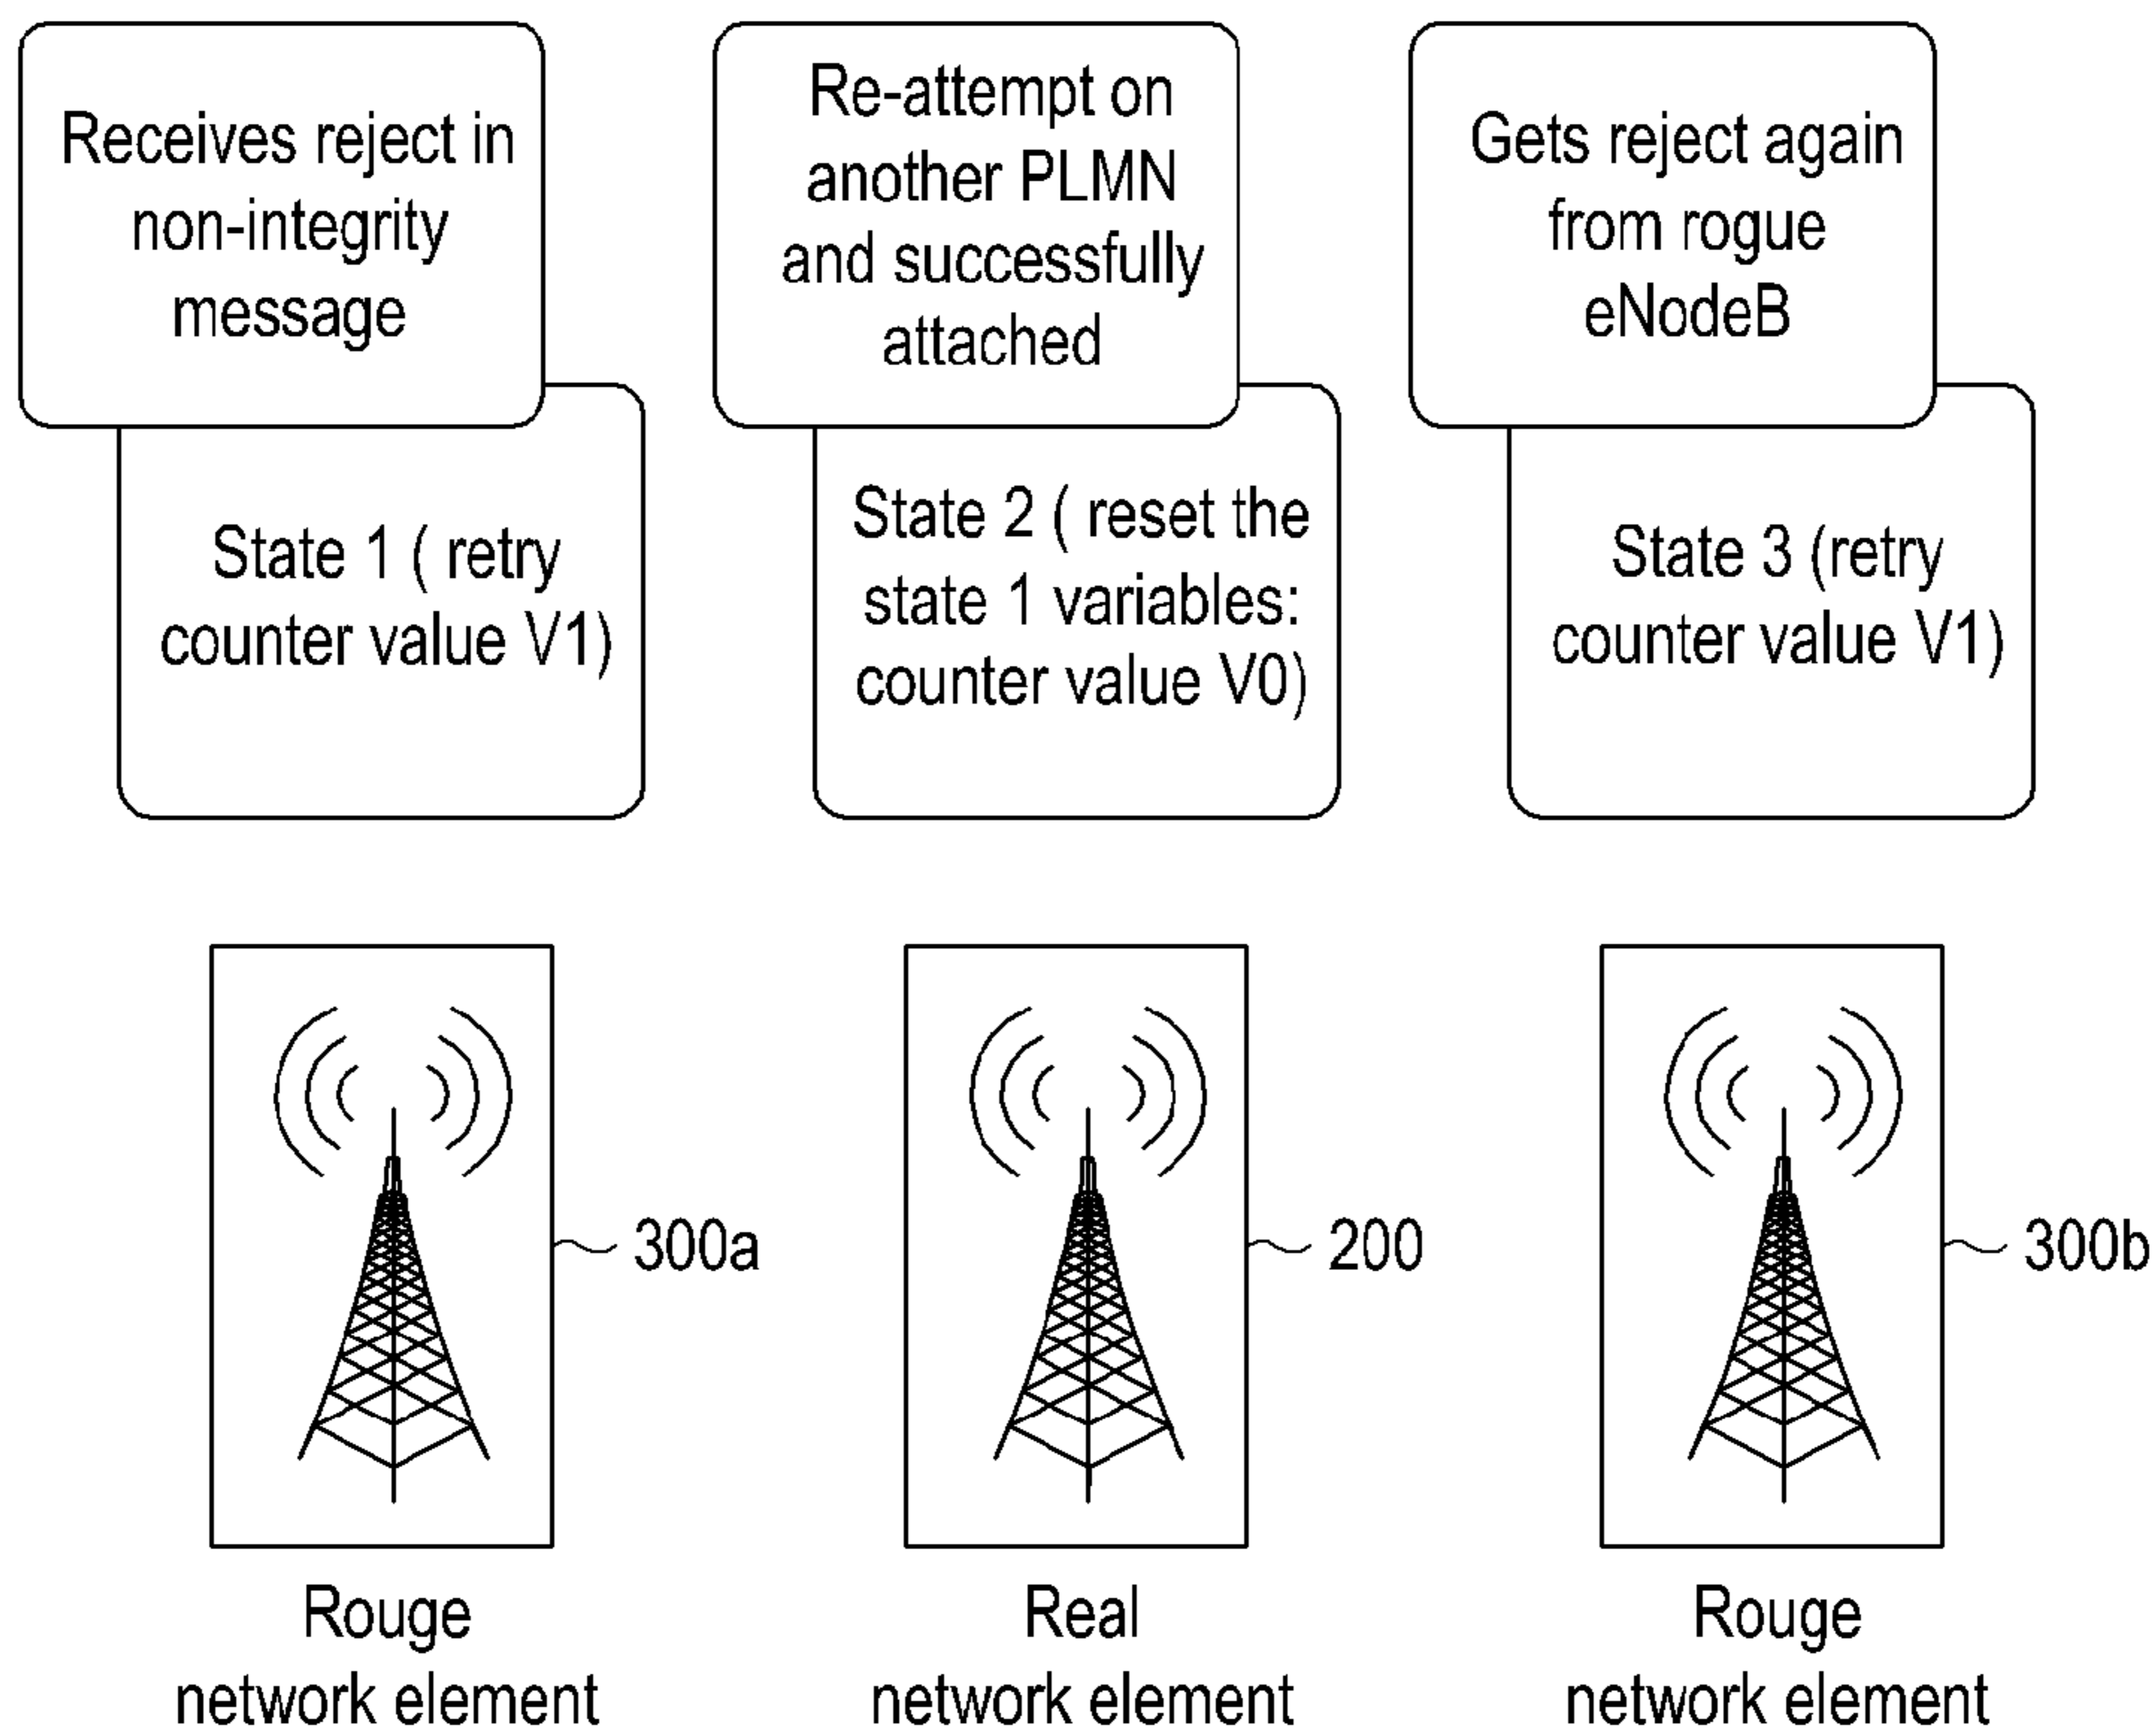 Receives reject in
non-integrity
message
State 1 ( retry
counter value V1)
Re-attempt on
another PLMN
and successfully
attached
State 2 ( reset the
state 1 variables:
counter value V0)
Gets reject again
from rogue
eNodeB
State 3 (retry
counter value V1)
300a
Rouge
network element
200
Real
network element
300b
Rouge
network element